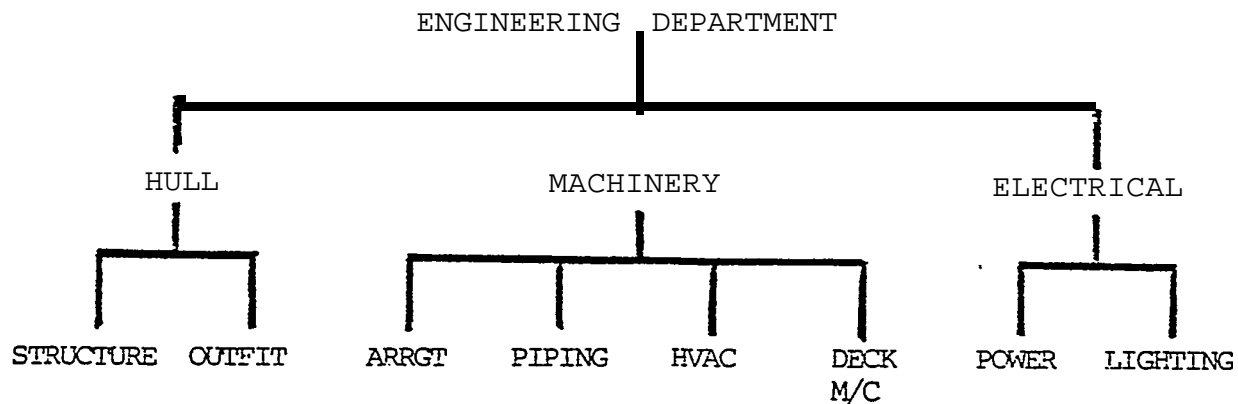 ENGINEERING DEPARTMENT
HULL MACHINERY ELECTRICAL
STRUCTURE OUTFIT ARRGT PIPING HVAC DECK M/C POWER LIGHTING